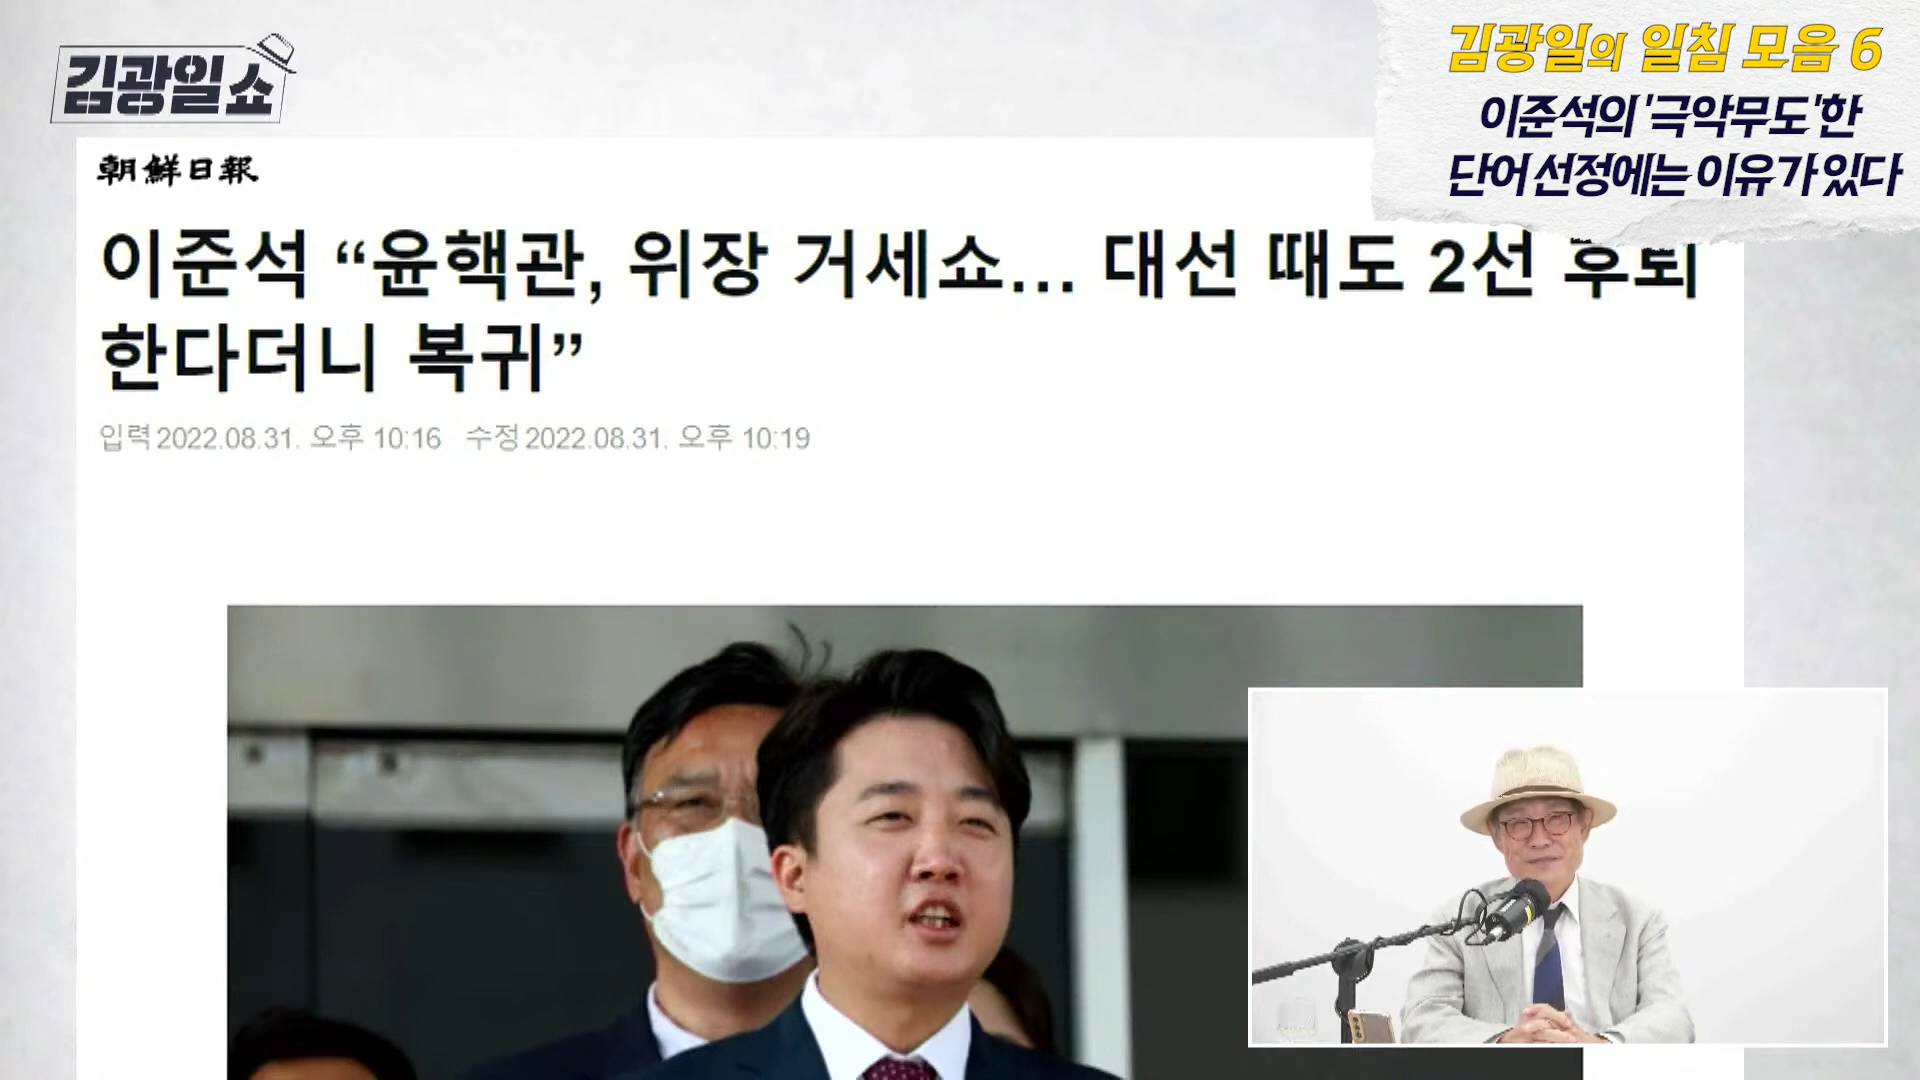 김광일쇼
김광일의 일침 모음 6
이준석의 '극악무도'한
단어 선정에는 이유가 있다
朝鮮日報
이준석 “윤핵관, 위장 거세쇼… 대선 때도 2선 후퇴
한다더니 복귀”
입력 2022.08.31. 오후 10:16 수정 2022.08.31. 오후 10:19